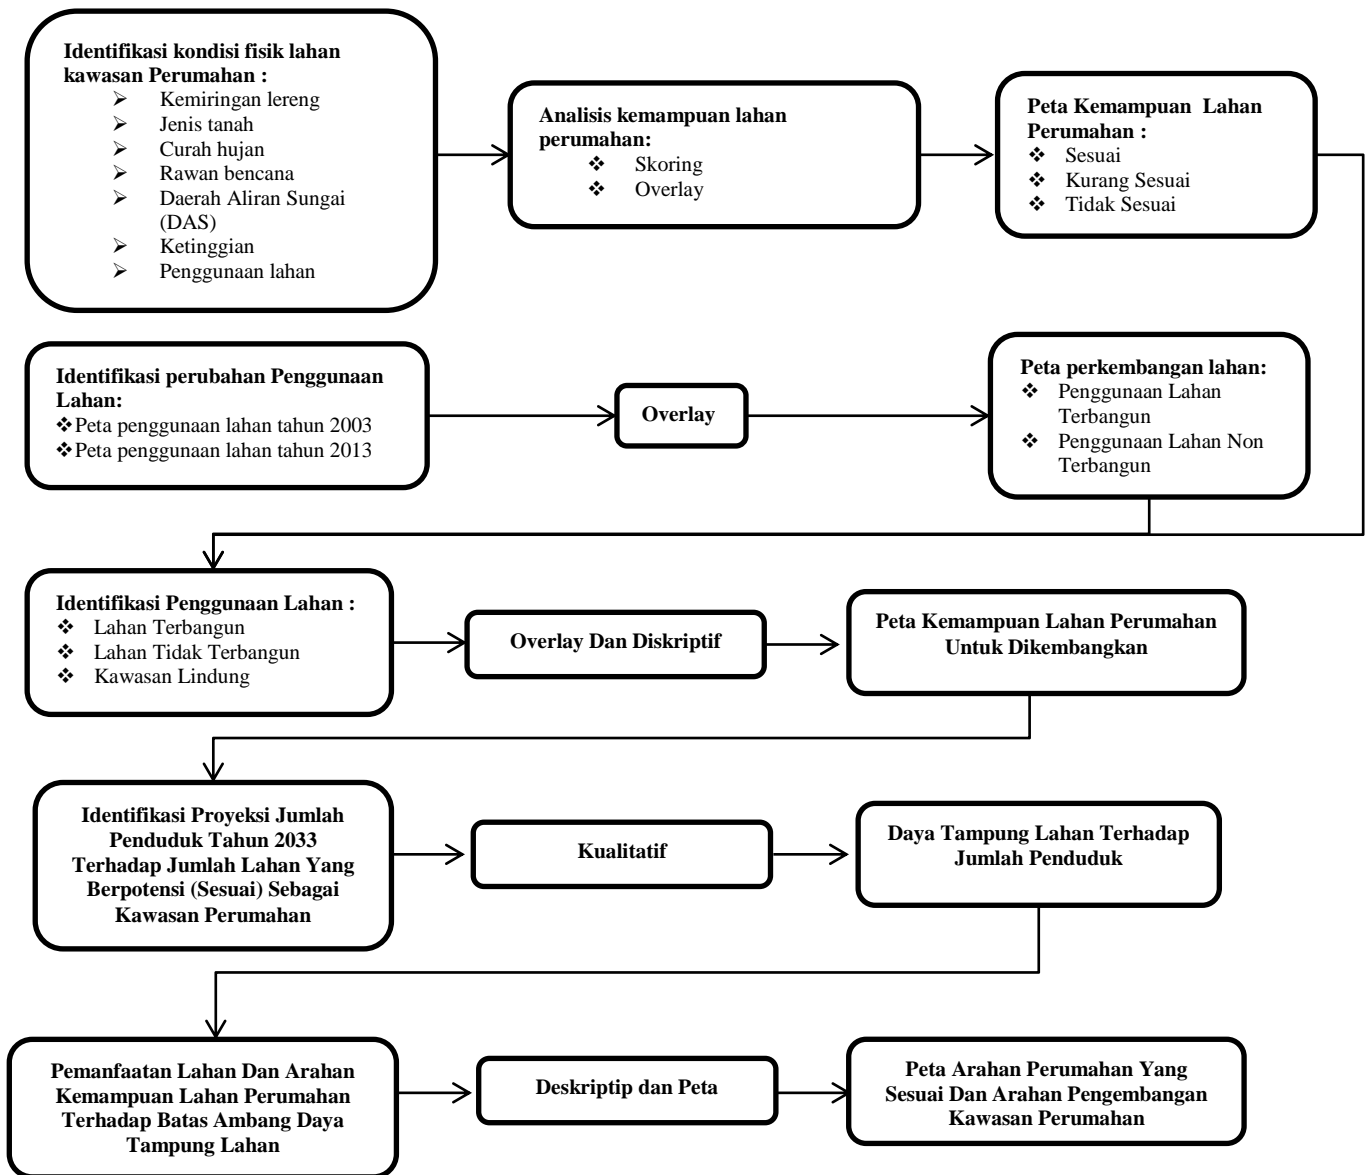 Identifikasi kondisi fisik lahan
kawasan Perumahan :
➢ Kemiringan lereng
➢ Jenis tanah
➢ Curah hujan
➢ Rawan bencana
➢ Daerah Aliran Sungai
(DAS)
➢ Ketinggian
➢ Penggunaan lahan
Analisis kemampuan lahan
perumahan:
❖ Skoring
❖ Overlay
Peta Kemampuan Lahan
Perumahan :
❖ Sesuai
❖ Kurang Sesuai
❖ Tidak Sesuai
Identifikasi perubahan Penggunaan
Lahan:
❖Peta penggunaan lahan tahun 2003
❖Peta penggunaan lahan tahun 2013
Overlay
Peta perkembangan lahan:
❖ Penggunaan Lahan
Terbangun
❖ Penggunaan Lahan Non
Terbangun
Identifikasi Penggunaan Lahan :
❖ Lahan Terbangun
❖ Lahan Tidak Terbangun
❖ Kawasan Lindung
Overlay Dan Diskriptif
Peta Kemampuan Lahan Perumahan
Untuk Dikembangkan
Identifikasi Proyeksi Jumlah
Penduduk Tahun 2033
Terhadap Jumlah Lahan Yang
Berpotensi (Sesuai) Sebagai
Kawasan Perumahan
Kualitatif
Daya Tampung Lahan Terhadap
Jumlah Penduduk
Pemanfaatan Lahan Dan Arahan
Kemampuan Lahan Perumahan
Terhadap Batas Ambang Daya
Tampung Lahan
Deskriptip dan Peta
Peta Arahan Perumahan Yang
Sesuai Dan Arahan Pengembangan
Kawasan Perumahan